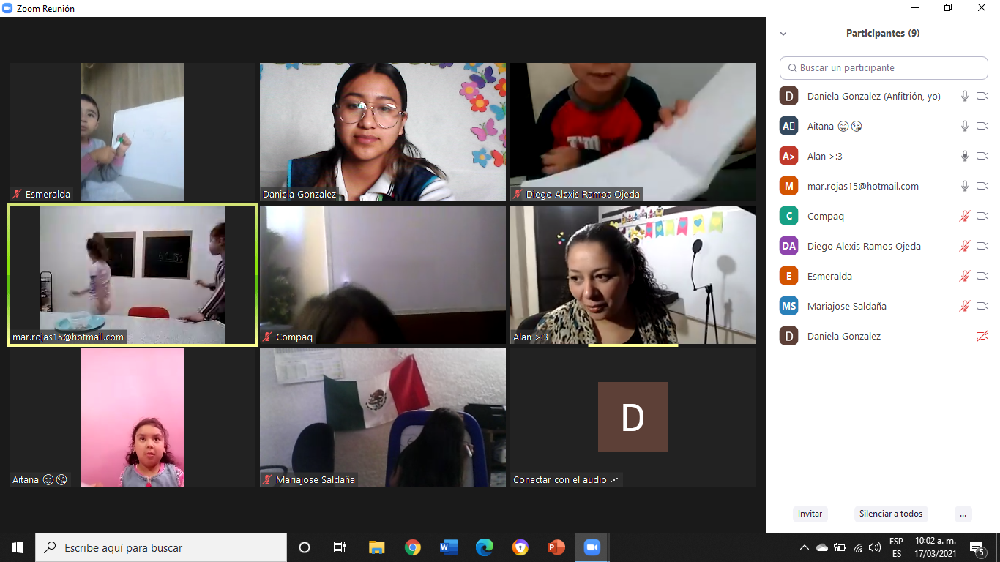 Zoom Reunión
Participantes (9)
Buscar un participante
D Daniela Gonzalez (Anfitrión, yo)
A Aitana 😄😘
A> Alan >:3
M mar.rojas15@hotmail.com
C Compaq
DA Diego Alexis Ramos Ojeda
E Esmeralda
MS Mariajose Saldaña
D Daniela Gonzalez
Invitar Silenciar a todos ...
Esmeralda
Daniela Gonzalez
Diego Alexis Ramos Ojeda
mar.rojas15@hotmail.com
Compaq
Alan >:3
Aitana 😄😘
Mariajose Saldaña
D
Conectar con el audio
Escribe aquí para buscar
W
P
ESP
ES
10:02 a. m.
17/03/2021
5